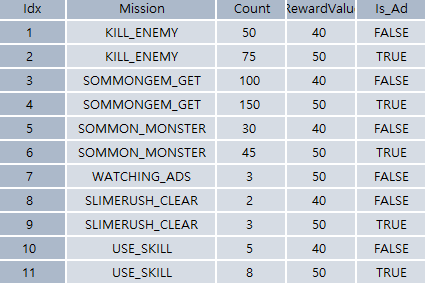 Idx Mission Count RewardValu Is_Ad
1 KILL_ENEMY 50 40 FALSE
2 KILL_ENEMY 75 50 TRUE
3 SOMMONGEM_GET 100 40 FALSE
4 SOMMONGEM_GET 150 50 TRUE
5 SOMMON_MONSTER 30 40 FALSE
6 SOMMON_MONSTER 45 50 TRUE
7 WATCHING_ADS 3 50 FALSE
8 SLIMERUSH_CLEAR 2 40 FALSE
9 SLIMERUSH_CLEAR 3 50 TRUE
10 USE_SKILL 5 40 FALSE
11 USE_SKILL 8 50 TRUE